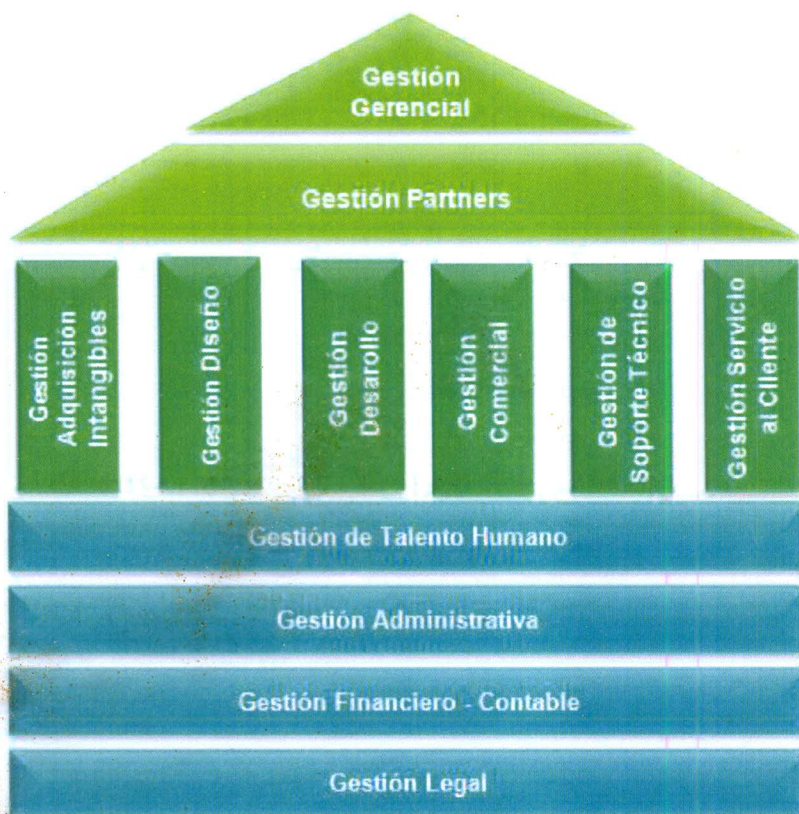 Gestión
Gerencial
Gestión Partners
Gestión
Adquisición
Intangibles
Gestión Diseño
Gestión
Desarollo
Gestión
Comercial
Gestión de
Soporte Técnico
Gestión Servicio
al Cliente
Gestión de Talento Humano
Gestión Administrativa
Gestión Financiero - Contable
Gestión Legal